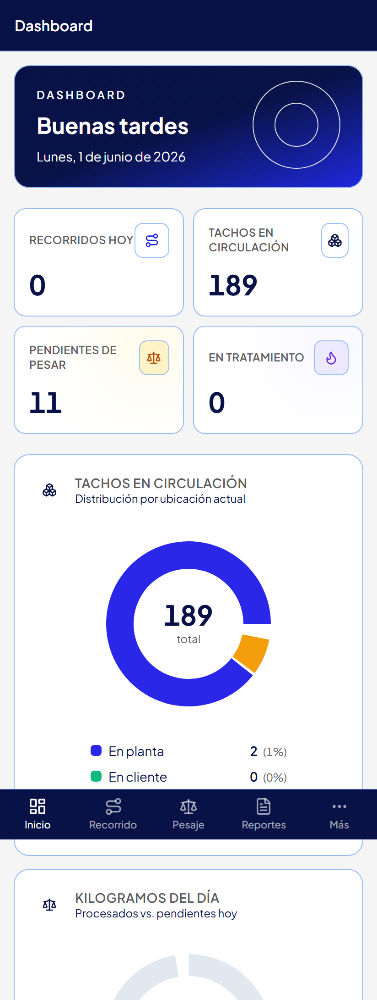 Dashboard
DASHBOARD
Buenas tardes
Lunes, 1 de junio de 2026
RECORRIDOS HOY
0
TACHOS EN
CIRCULACIÓN
189
PENDIENTES DE
PESAR
11
EN TRATAMIENTO
0
TACHOS EN CIRCULACIÓN
Distribución por ubicación actual
189
total
En planta 2 (1%)
En cliente 0 (0%)
Inicio Recorrido Pesaje Reportes Más
KILOGRAMOS DEL DÍA
Procesados vs. pendientes hoy